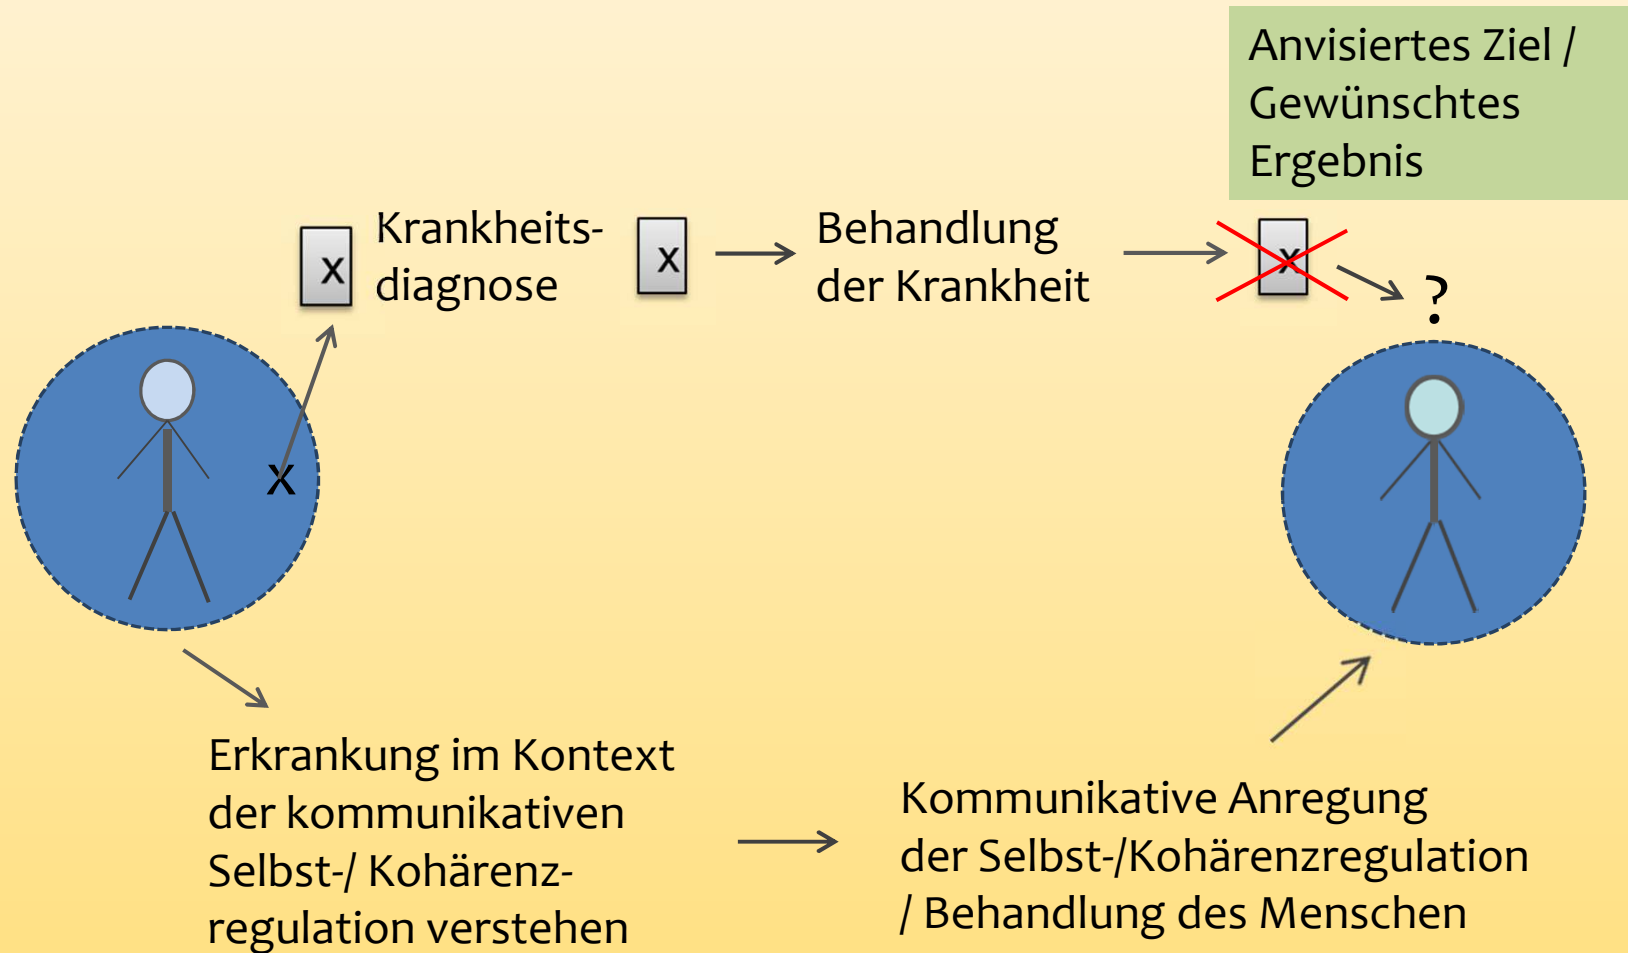 Anvisiertes Ziel /
Gewünschtes
Ergebnis
x
Krankheits-
diagnose
x
Behandlung
der Krankheit
x
?
x
Erkrankung im Kontext
der kommunikativen
Selbst-/ Kohärenz-
regulation verstehen
Kommunikative Anregung
der Selbst-/Kohärenzregulation
/ Behandlung des Menschen